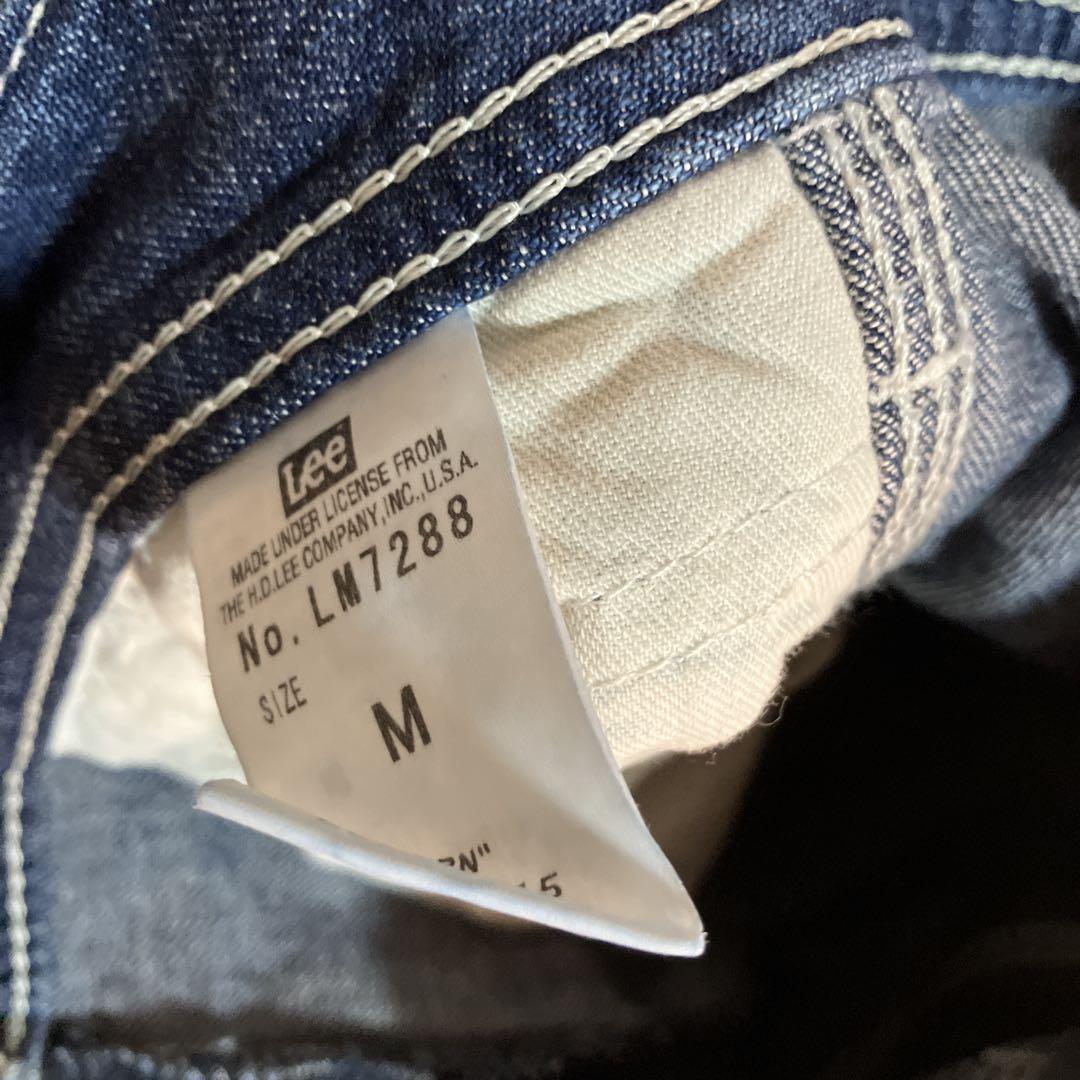 Lee
MADE UNDER LICENSE FROM
THE H.D.LEE COMPANY,INC.,U.S.A.
No. LM7288
SIZE
M